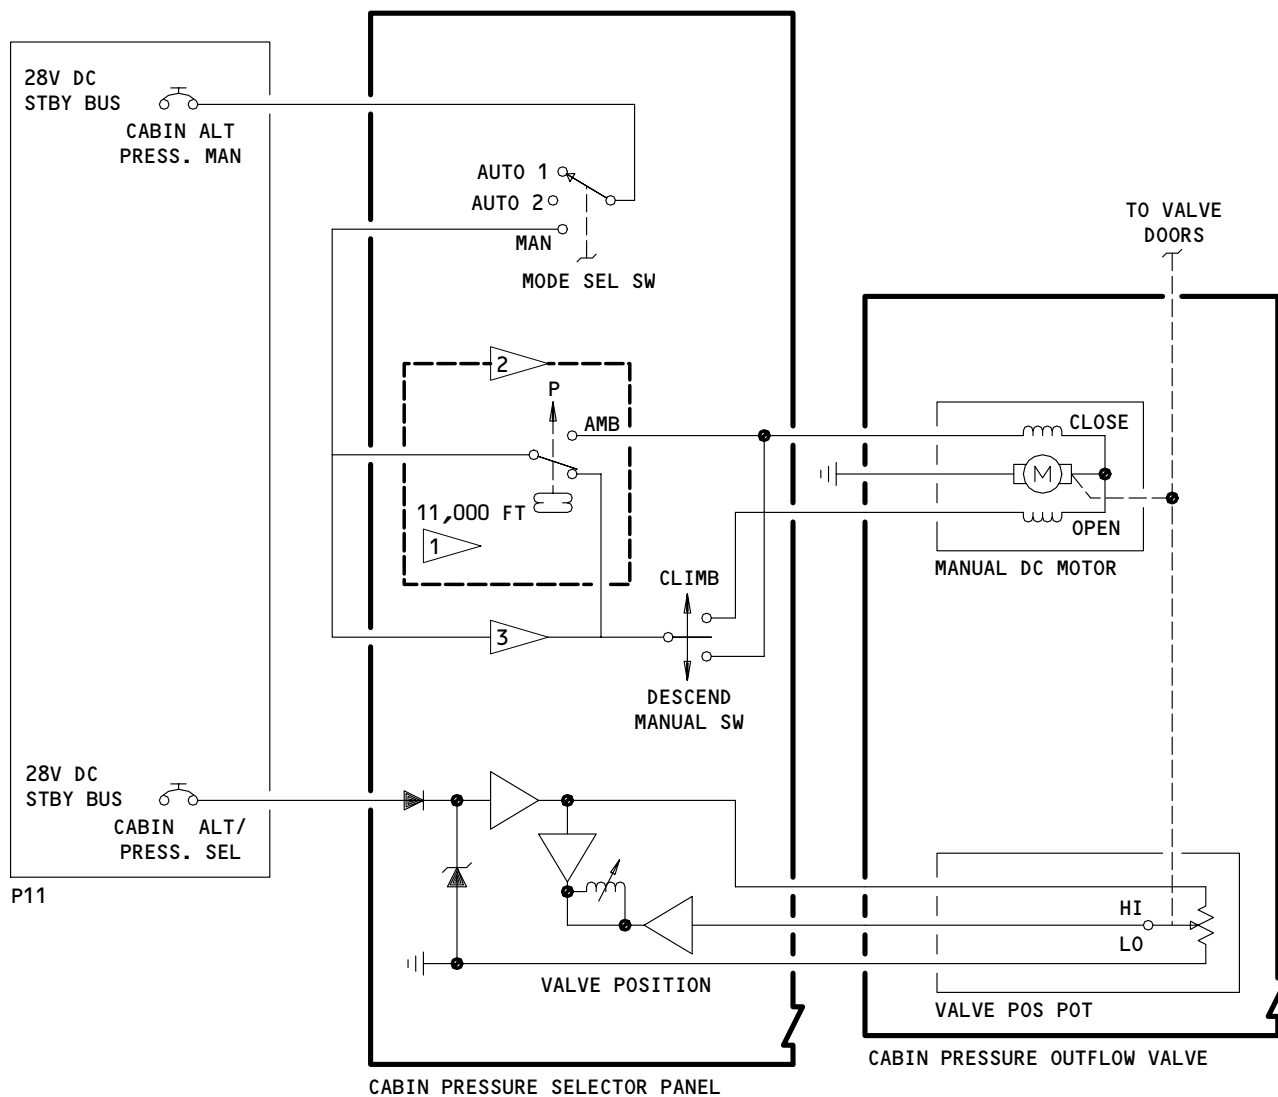 28V DC
STBY BUS
CABIN ALT
PRESS. MAN
AUTO 1
AUTO 2
MAN
MODE SEL SW
TO VALVE
DOORS
2
P
AMB
11,000 FT
1
CLOSE
M
OPEN
MANUAL DC MOTOR
CLIMB
3
DESCEND
MANUAL SW
28V DC
STBY BUS
CABIN ALT/
PRESS. SEL
P11
HI
LO
VALVE POSITION
VALVE POS POT
CABIN PRESSURE OUTFLOW VALVE
CABIN PRESSURE SELECTOR PANEL